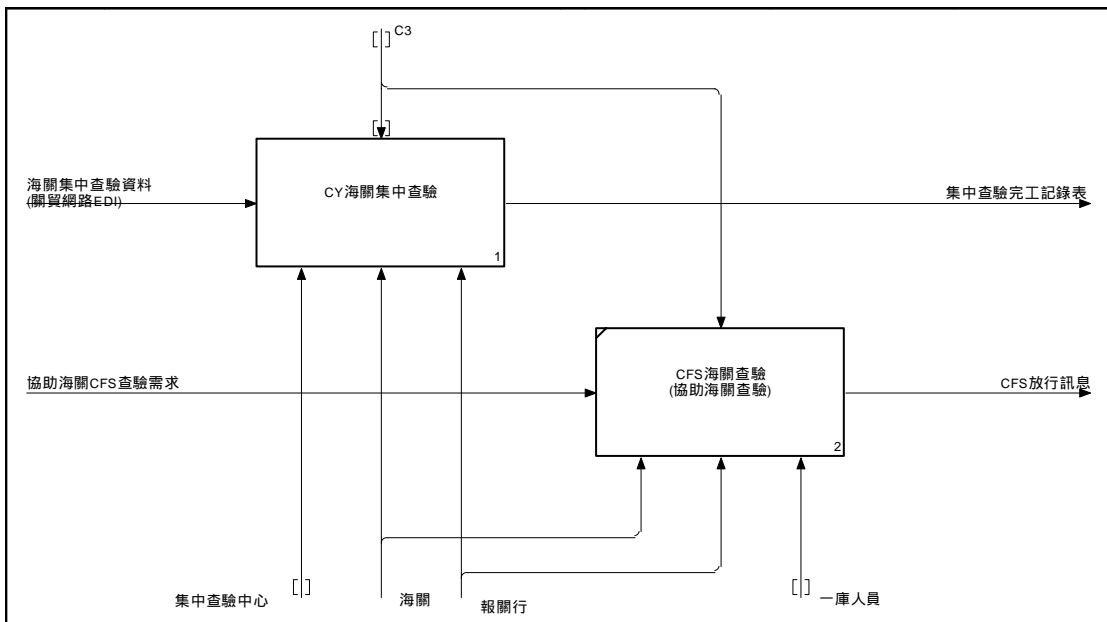 C3
海關集中查驗資料
(關貿網路EDI)
CY海關集中查驗
1
集中查驗完工記錄表
協助海關CFS查驗需求
CFS海關查驗
(協助海關查驗)
2
CFS放行訊息
集中查驗中心
海關
報關行
一庫人員